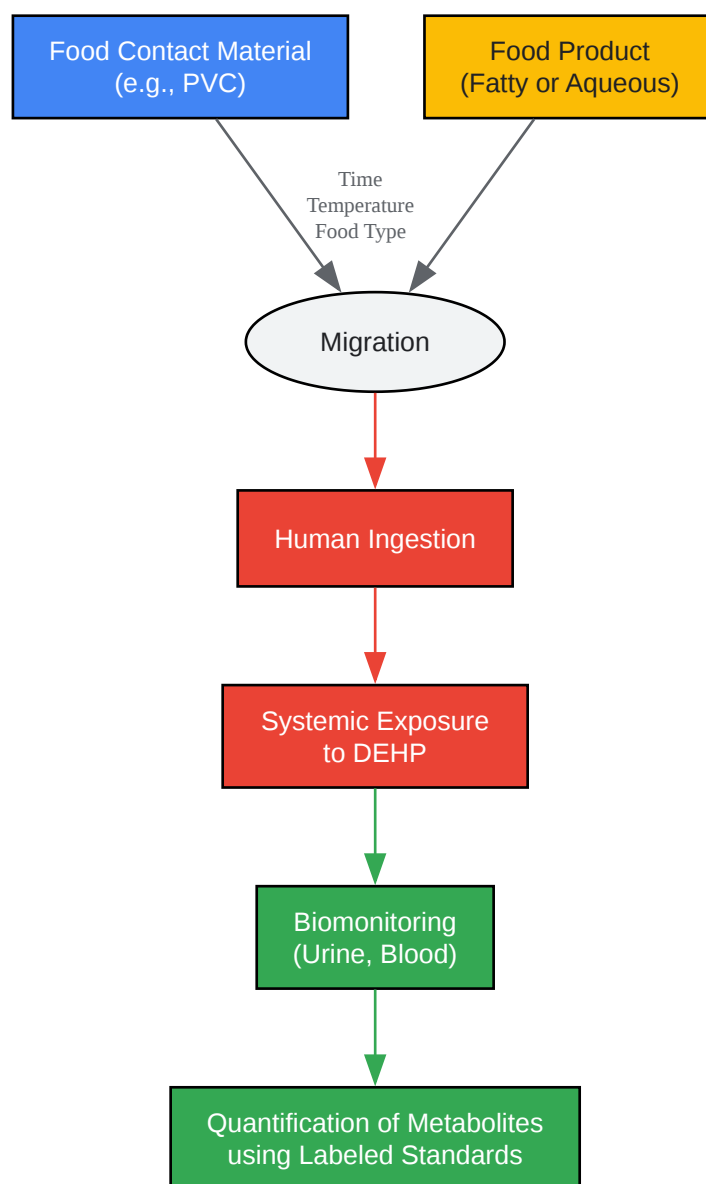 Food Contact Material
(e.g., PVC)
Food Product
(Fatty or Aqueous)
Time
Temperature
Food Type
Migration
Human Ingestion
Systemic Exposure
to DEHP
Biomonitoring
(Urine, Blood)
Quantification of Metabolites
using Labeled Standards